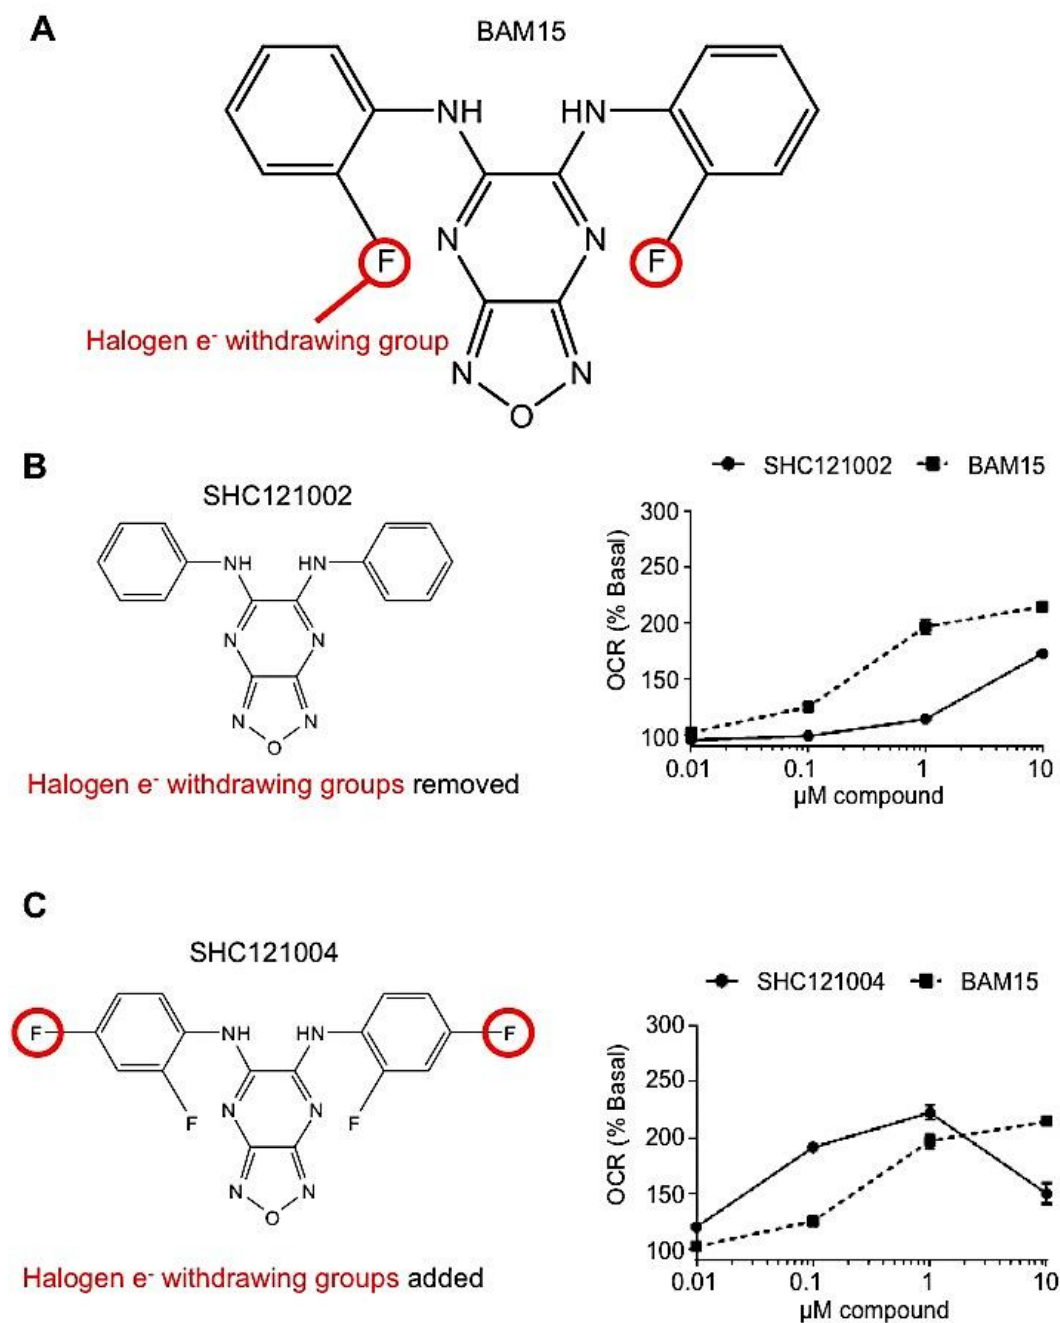 A
BAM15
NH
HN
N
N
F
F
Halogen e- withdrawing group
N
N
O
B
SHC121002
NH
HN
N
N
N
N
O
Halogen e- withdrawing groups removed
SHC121002
BAM15
OCR (% Basal)
300
250
200
150
100
0.01
0.1
1
10
µM compound
C
SHC121004
F
NH
HN
F
F
N
N
F
N
N
O
Halogen e- withdrawing groups added
SHC121004
BAM15
OCR (% Basal)
300
250
200
150
100
0.01
0.1
1
10
µM compound